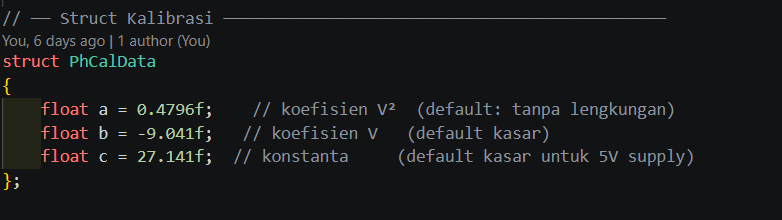 // —— Struct Kalibrasi ——————————————————————————————————————————
You, 6 days ago | 1 author (You)
struct PhCalData
{
float a = 0.4796f; // koefisien V² (default: tanpa lengkungan)
float b = -9.041f; // koefisien V (default kasar)
float c = 27.141f; // konstanta (default kasar untuk 5V supply)
};